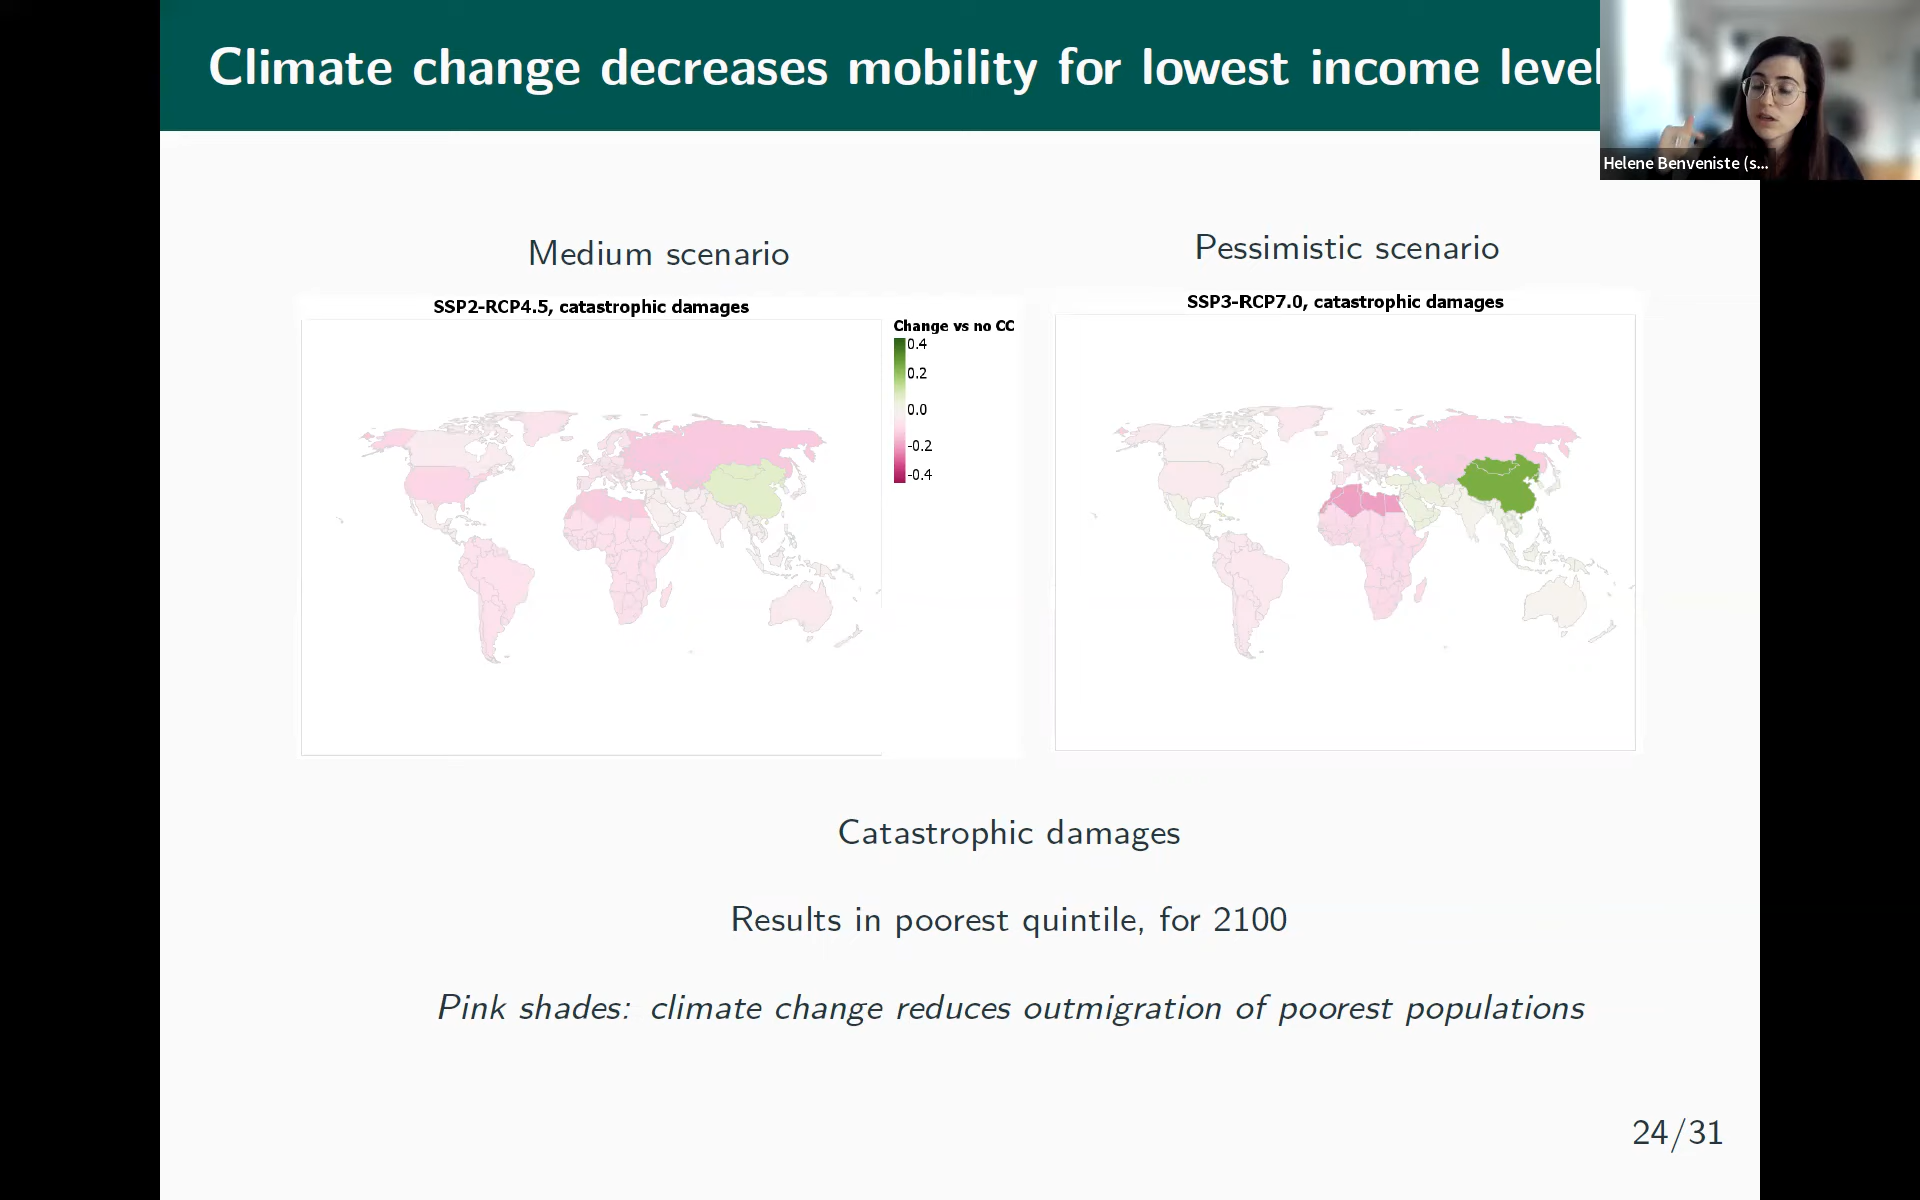 Climate change decreases mobility for lowest income level
Helene Benveniste (s...
Medium scenario
Pessimistic scenario
SSP2-RCP4.5, catastrophic damages
SSP3-RCP7.0, catastrophic damages
Change vs no CC
0.4
0.2
0.0
-0.2
-0.4
Catastrophic damages
Results in poorest quintile, for 2100
Pink shades: climate change reduces outmigration of poorest populations
24/31